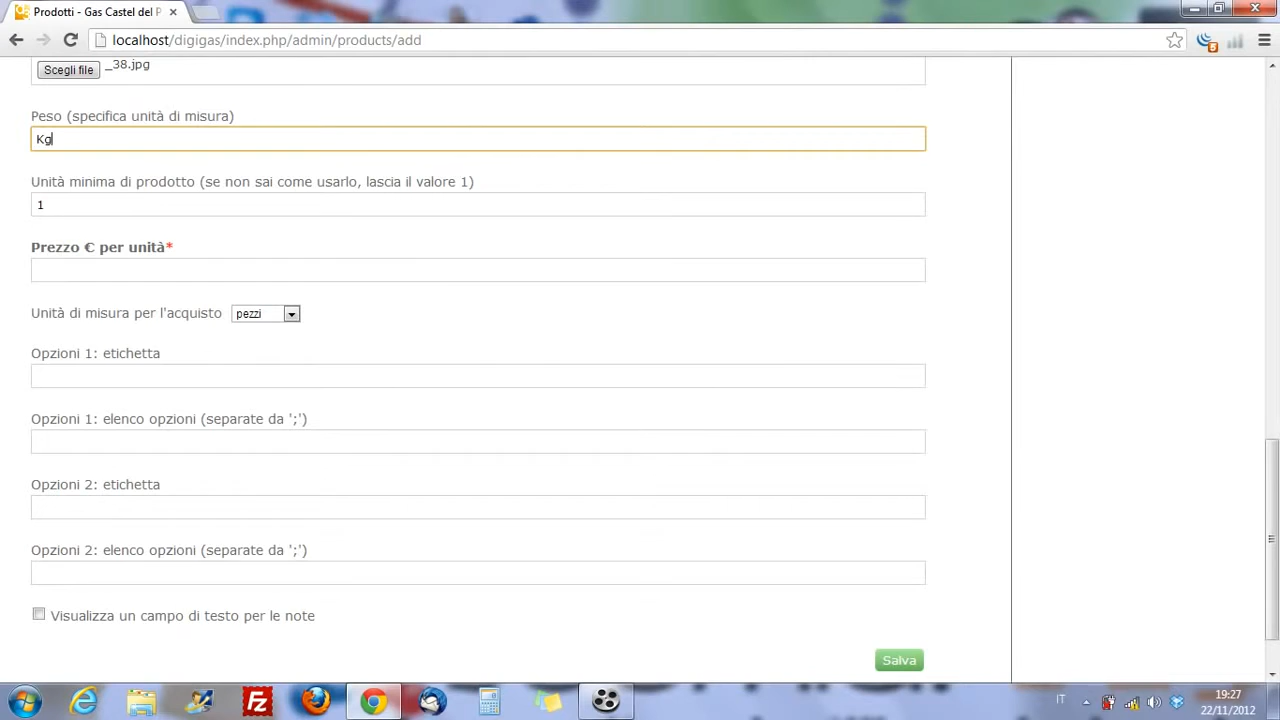 Prodotti - Gas Castel del P
localhost/digigas/index.php/admin/products/add
5
Scegli file _38.jpg
Peso (specifica unità di misura)
Kg
Unità minima di prodotto (se non sai come usarlo, lascia il valore 1)
1
Prezzo € per unità*
Unità di misura per l'acquisto pezzi
Opzioni 1: etichetta
Opzioni 1: elenco opzioni (separate da ';')
Opzioni 2: etichetta
Opzioni 2: elenco opzioni (separate da ';')
Visualizza un campo di testo per le note
Salva
IT
19:27
22/11/2012